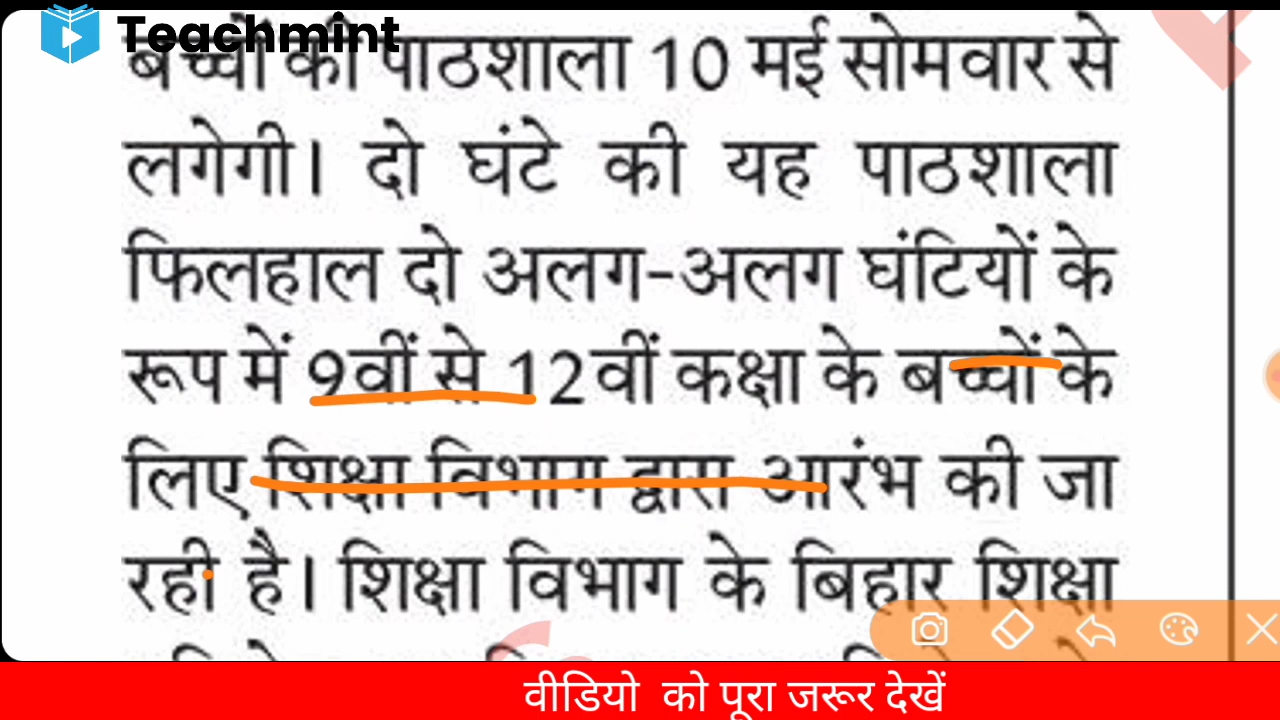 Teachmint
बच्चों की पाठशाला 10 मई सोमवार से
लगेगी। दो घंटे की यह पाठशाला
फिलहाल दो अलग-अलग घंटियों के
रूप में 9वीं से 12वीं कक्षा के बच्चों के
लिए शिक्षा विभाग द्वारा आरंभ की जा
रही है। शिक्षा विभाग के बिहार शिक्षा
वीडियो को पूरा जरूर देखें